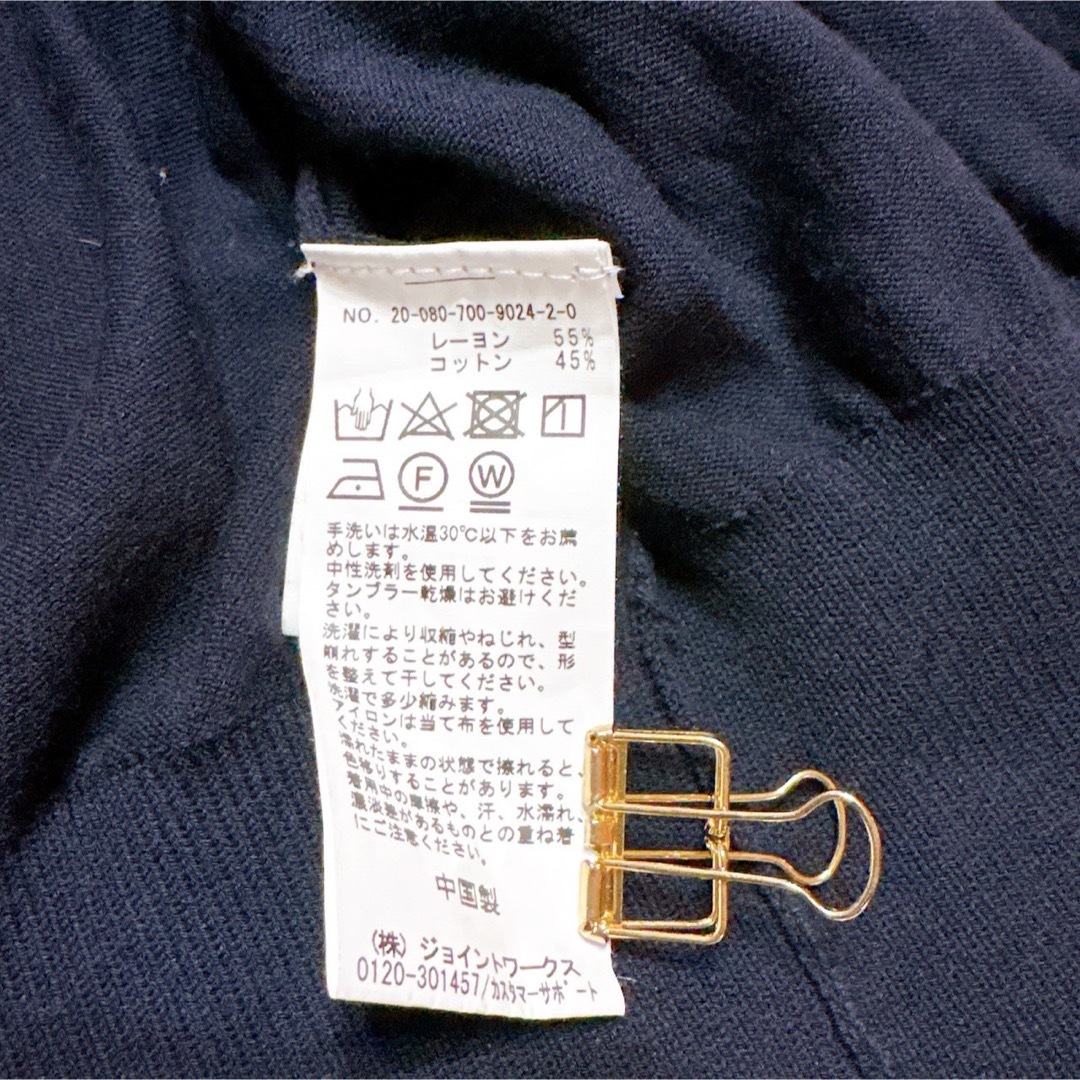 NO. 20-080-700-9024-2-0
レーヨン 55%
コットン 45%
F
W
手洗いは水温30℃以下をお薦
めします。
中性洗剤を使用してください。
タンブラー乾燥はお避けくだ
さい。
洗濯により収縮やねじれ、型
崩れすることがあるので、形
を整えて干してください。
洗濯で多少縮みます。
アイロンは当て布を使用して
ください。
濡れたままの状態で擦れると、
色移りすることがあります。
着用中の摩擦や、汗、水濡れ、
濃淡差があるものとの重ね着
にご注意ください。
中国製
(株) ジョイントワークス
0120-301457/カスタマーサポート